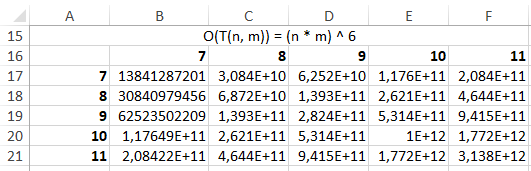 A B C D E F
15 O(T(n, m)) = (n * m) ^ 6
16 7 8 9 10 11
17 7 13841287201 3,084E+10 6,252E+10 1,176E+11 2,084E+11
18 8 30840979456 6,872E+10 1,393E+11 2,621E+11 4,644E+11
19 9 62523502209 1,393E+11 2,824E+11 5,314E+11 9,415E+11
20 10 1,17649E+11 2,621E+11 5,314E+11 1E+12 1,772E+12
21 11 2,08422E+11 4,644E+11 9,415E+11 1,772E+12 3,138E+12